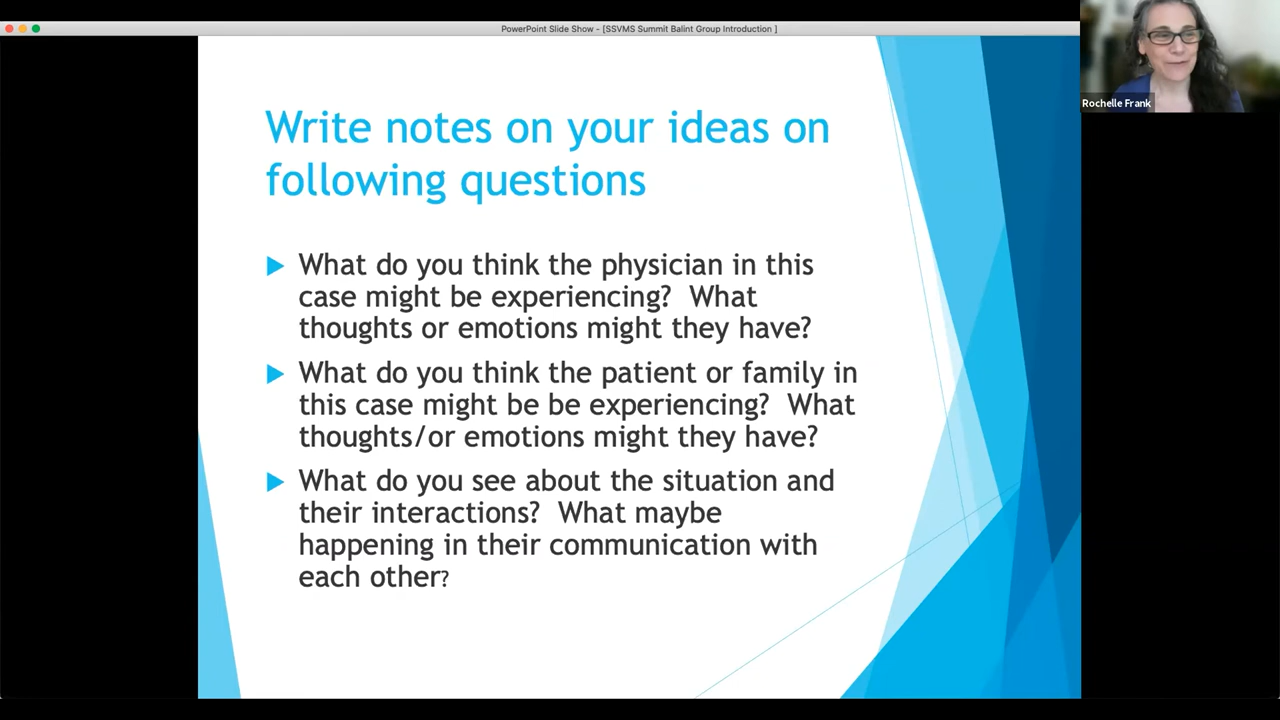 PowerPoint Slide Show - [SSVMS Summit Balint Group Introduction ]
Rochelle Frank
Write notes on your ideas on
following questions
What do you think the physician in this
case might be experiencing? What
thoughts or emotions might they have?
What do you think the patient or family in
this case might be be experiencing? What
thoughts/or emotions might they have?
What do you see about the situation and
their interactions? What maybe
happening in their communication with
each other?